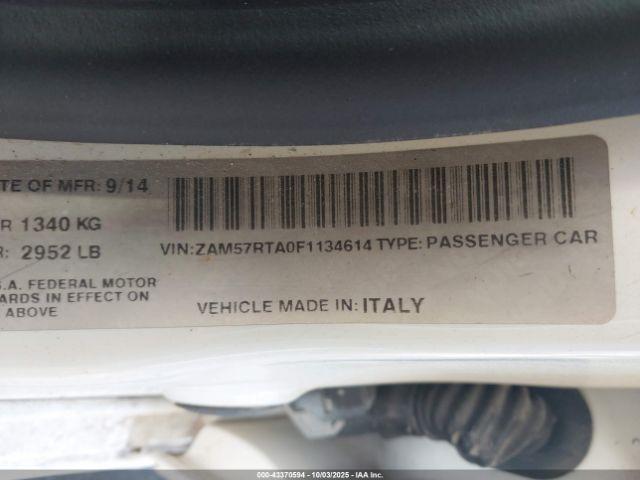 TE OF MFR: 9/14
R 1340 KG
R: 2952 LB
VIN:ZAM57RTA0F1134614 TYPE: PASSENGER CAR
.A. FEDERAL MOTOR
ARDS IN EFFECT ON
ABOVE
VEHICLE MADE IN: ITALY
00-43370594 | 10/03/2025 | IAA Inc.